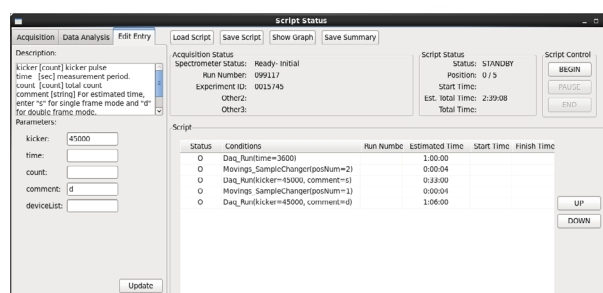 Script Status
Acquisition Data Analysis Edit Entry
Load Script Save Script Show Graph Save Summary
Description:
kicker [count] kicker pulse
time [sec] measurement period.
count [count] total count
comment [string] For estimated time,
enter "s" for single frame mode and "d"
for double frame mode.
Parameters:
kicker: 45000
time:
count:
comment: d
deviceList:
Update
Acquisition Status
Spectrometer Status: Ready- Initial
Run Number: 099117
Experiment ID: 0015745
Other2:
Other3:
Script Status
Status: STANDBY
Position: 0 / 5
Start Time:
Est. Total Time: 2:39:08
Total Time:
Script Control
BEGIN
PAUSE
END
Script
Status Conditions Run Numbe Estimated Time Start Time Finish Time
O Daq_Run(time=3600) 1:00:00
O Movings_SampleChanger(posNum=2) 0:00:04
O Daq_Run(kicker=45000, comment=s) 0:33:00
O Movings_SampleChanger(posNum=1) 0:00:04
O Daq_Run(kicker=45000, comment=d) 1:06:00
UP
DOWN